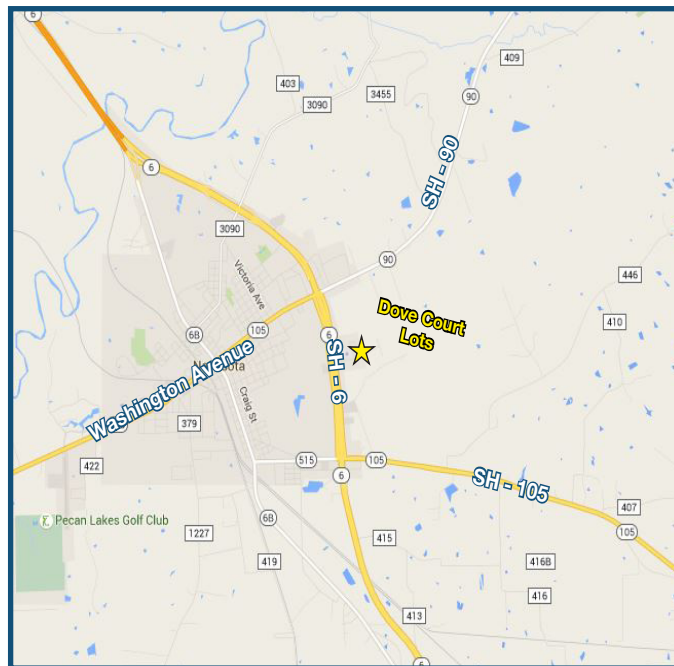 6
409
403
3455
90
3090
6
SH - 90
3090
446
Victoria Ave
90
Dove Court
Lots
410
105
6B
6
SH - 6
Washington Avenue
Craig St
379
422
515
105
SH - 105
6
407
Pecan Lakes Golf Club
6B
1227
415
105
419
416B
416
413
6